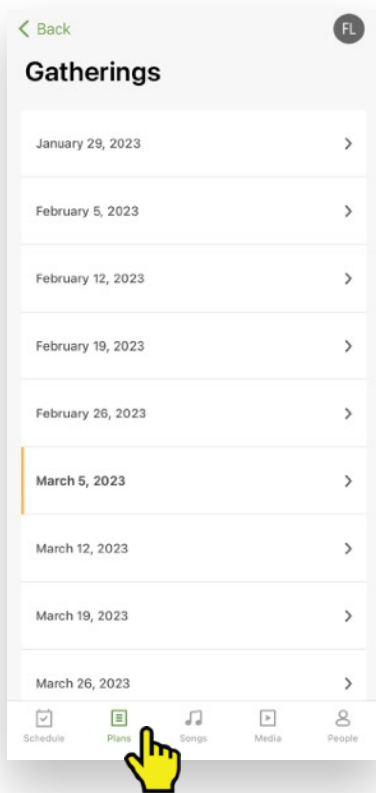 Back
FL
Gatherings
January 29, 2023
February 5, 2023
February 12, 2023
February 19, 2023
February 26, 2023
March 5, 2023
March 12, 2023
March 19, 2023
March 26, 2023
Schedule Plans Songs Media People